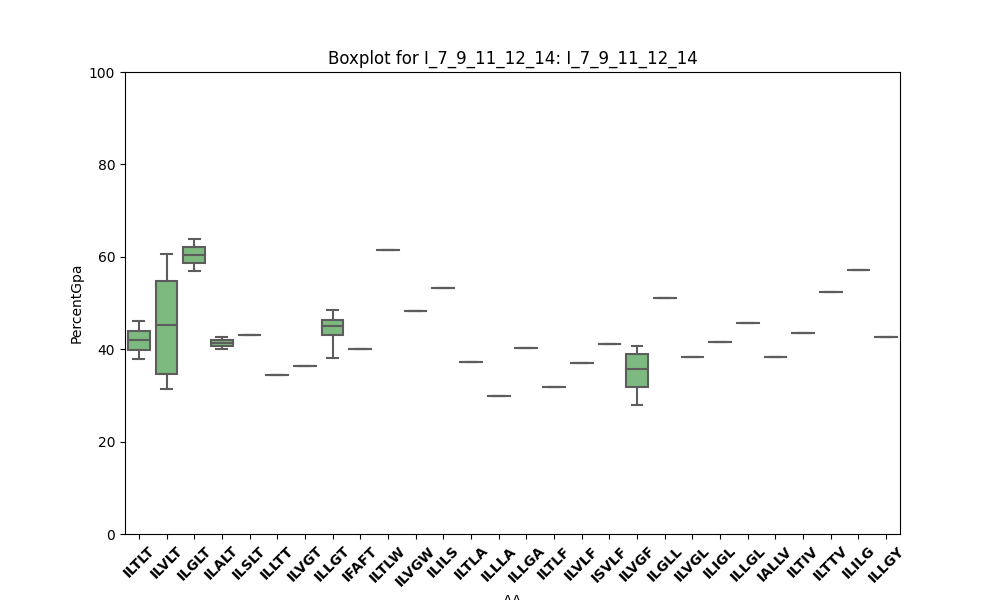 Boxplot for I_7_9_11_12_14: I_7_9_11_12_14
100
80
60
40
20
0
PercentGpa
ILTLT
ILVLT
ILGLT
ILALT
ILSLT
ILLTT
ILVGT
ILLGT
IFAFT
ILTLW
ILVGW
ILILS
ILTLA
ILLLA
ILLGA
ILTLF
ILVLF
ISVLF
ILVGF
ILGLL
ILVGL
ILIGL
ILLGL
IALLV
ILTIV
ILTTV
ILILG
ILLGY
AA